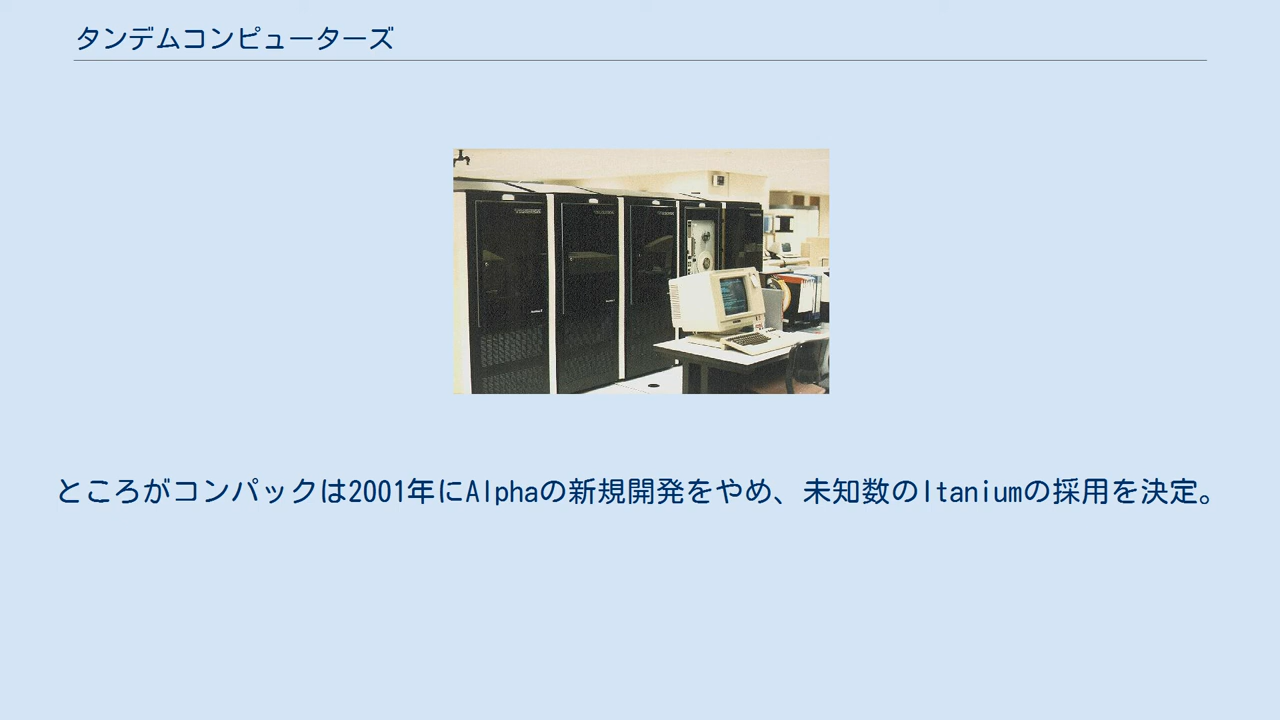 タンデムコンピューターズ
TANDEM
ところがコンパックは2001年にAlphaの新規開発をやめ、未知数のItaniumの採用を決定。